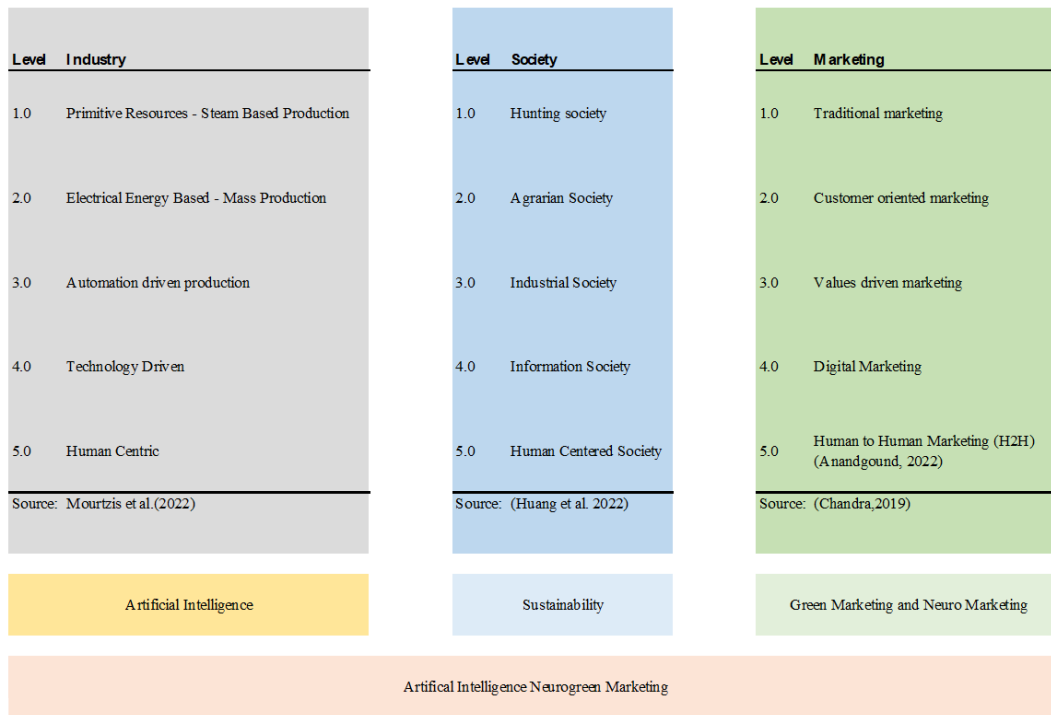 Level Industry
1.0 Primitive Resources - Steam Based Production
2.0 Electrical Energy Based - Mass Production
3.0 Automation driven production
4.0 Technology Driven
5.0 Human Centric
Source: Mourtzis et al.(2022)
Level Society
1.0 Hunting society
2.0 Agrarian Society
3.0 Industrial Society
4.0 Information Society
5.0 Human Centered Society
Source: (Huang et al. 2022)
Level Marketing
1.0 Traditional marketing
2.0 Customer oriented marketing
3.0 Values driven marketing
4.0 Digital Marketing
5.0 Human to Human Marketing (H2H)
(Anandgound, 2022)
Source: (Chandra,2019)
Artificial Intelligence
Sustainability
Green Marketing and Neuro Marketing
Artifical Intelligence Neurogreen Marketing